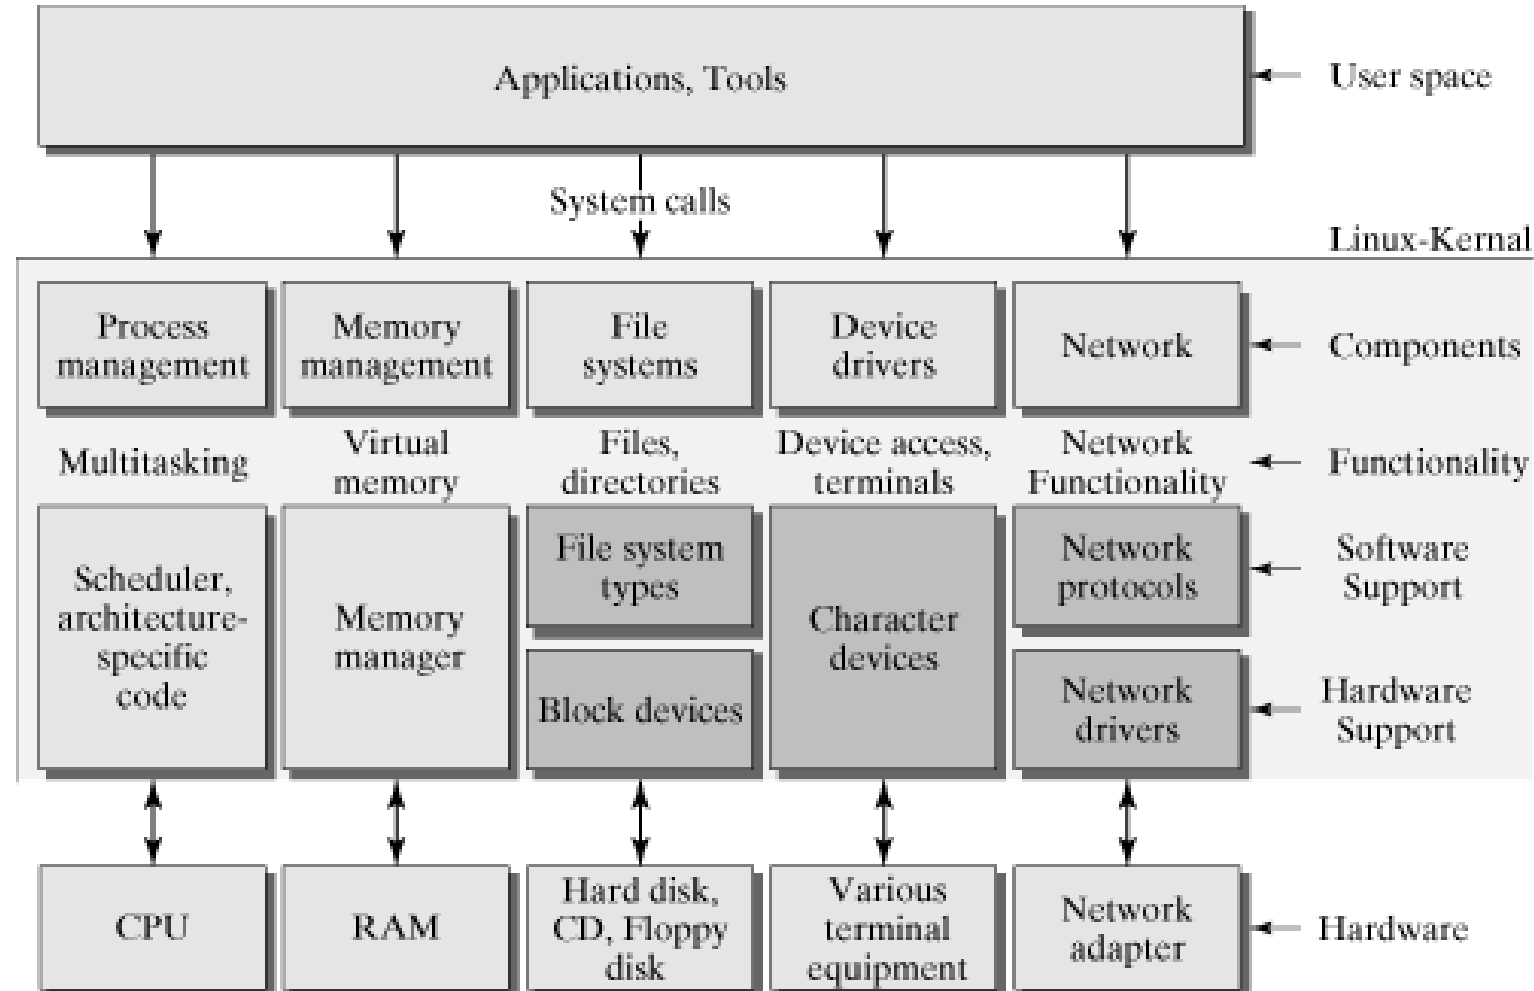 Applications, Tools
User space
System calls
Linux-Kernal
Process
management
Memory
management
File
systems
Device
drivers
Network
Components
Multitasking
Virtual
memory
Files,
directories
Device access,
terminals
Network
Functionality
Functionality
Scheduler,
architecture-
specific
code
Memory
manager
File system
types
Block devices
Character
devices
Network
protocols
Network
drivers
Software
Support
Hardware
Support
CPU
RAM
Hard disk,
CD, Floppy
disk
Various
terminal
equipment
Network
adapter
Hardware